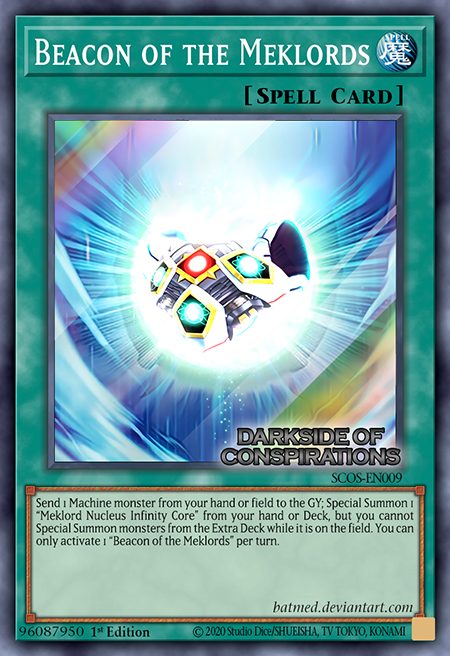 BEACON OF THE MEKLORDS
SPELL
魔
[SPELL CARD]
DARKSIDE OF
CONSPIRATIONS
SCOS-EN009
Send 1 Machine monster from your hand or field to the GY; Special Summon 1
"Meklord Nucleus Infinity Core" from your hand or Deck, but you cannot
Special Summon monsters from the Extra Deck while it is on the field. You can
only activate 1 "Beacon of the Meklords" per turn.
batmed.deviantart.com
96087950 1st Edition ©2020 Studio Dice/SHUEISHA, TV TOKYO, KONAMI